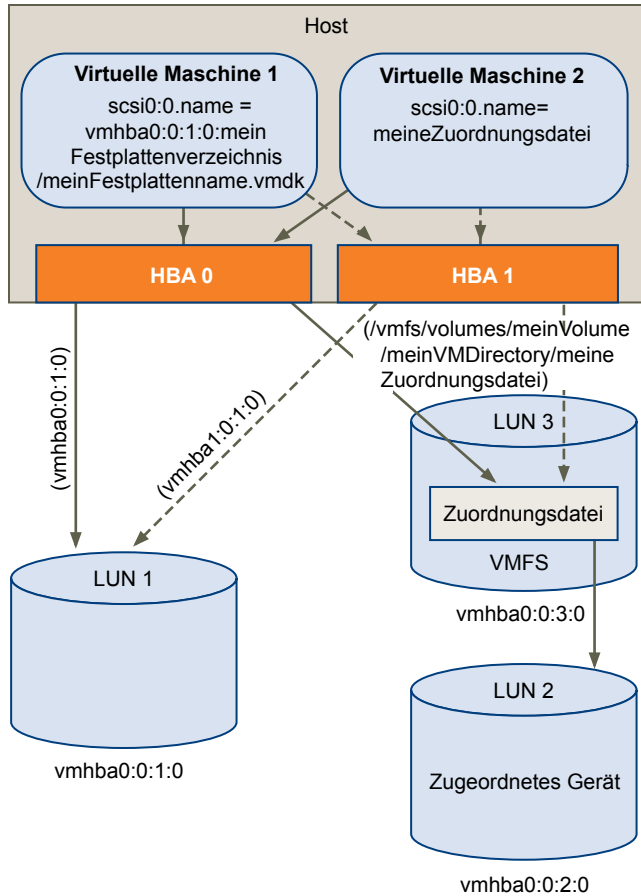 Host
Virtuelle Maschine 1
scsi0:0.name =
vmhba0:0:1:0:mein
Festplattenverzeichnis
/meinFestplattenname.vmdk
Virtuelle Maschine 2
scsi0:0.name=
meineZuordnungsdatei
HBA 0
HBA 1
(/vmfs/volumes/meinVolume
/meinVMDirectory/meine
Zuordnungsdatei)
(vmhba0:0:1:0)
(vmhba1:0:1:0)
LUN 3
Zuordnungsdatei
VMFS
vmhba0:0:3:0
LUN 1
vmhba0:0:1:0
LUN 2
Zugeordnetes Gerät
vmhba0:0:2:0